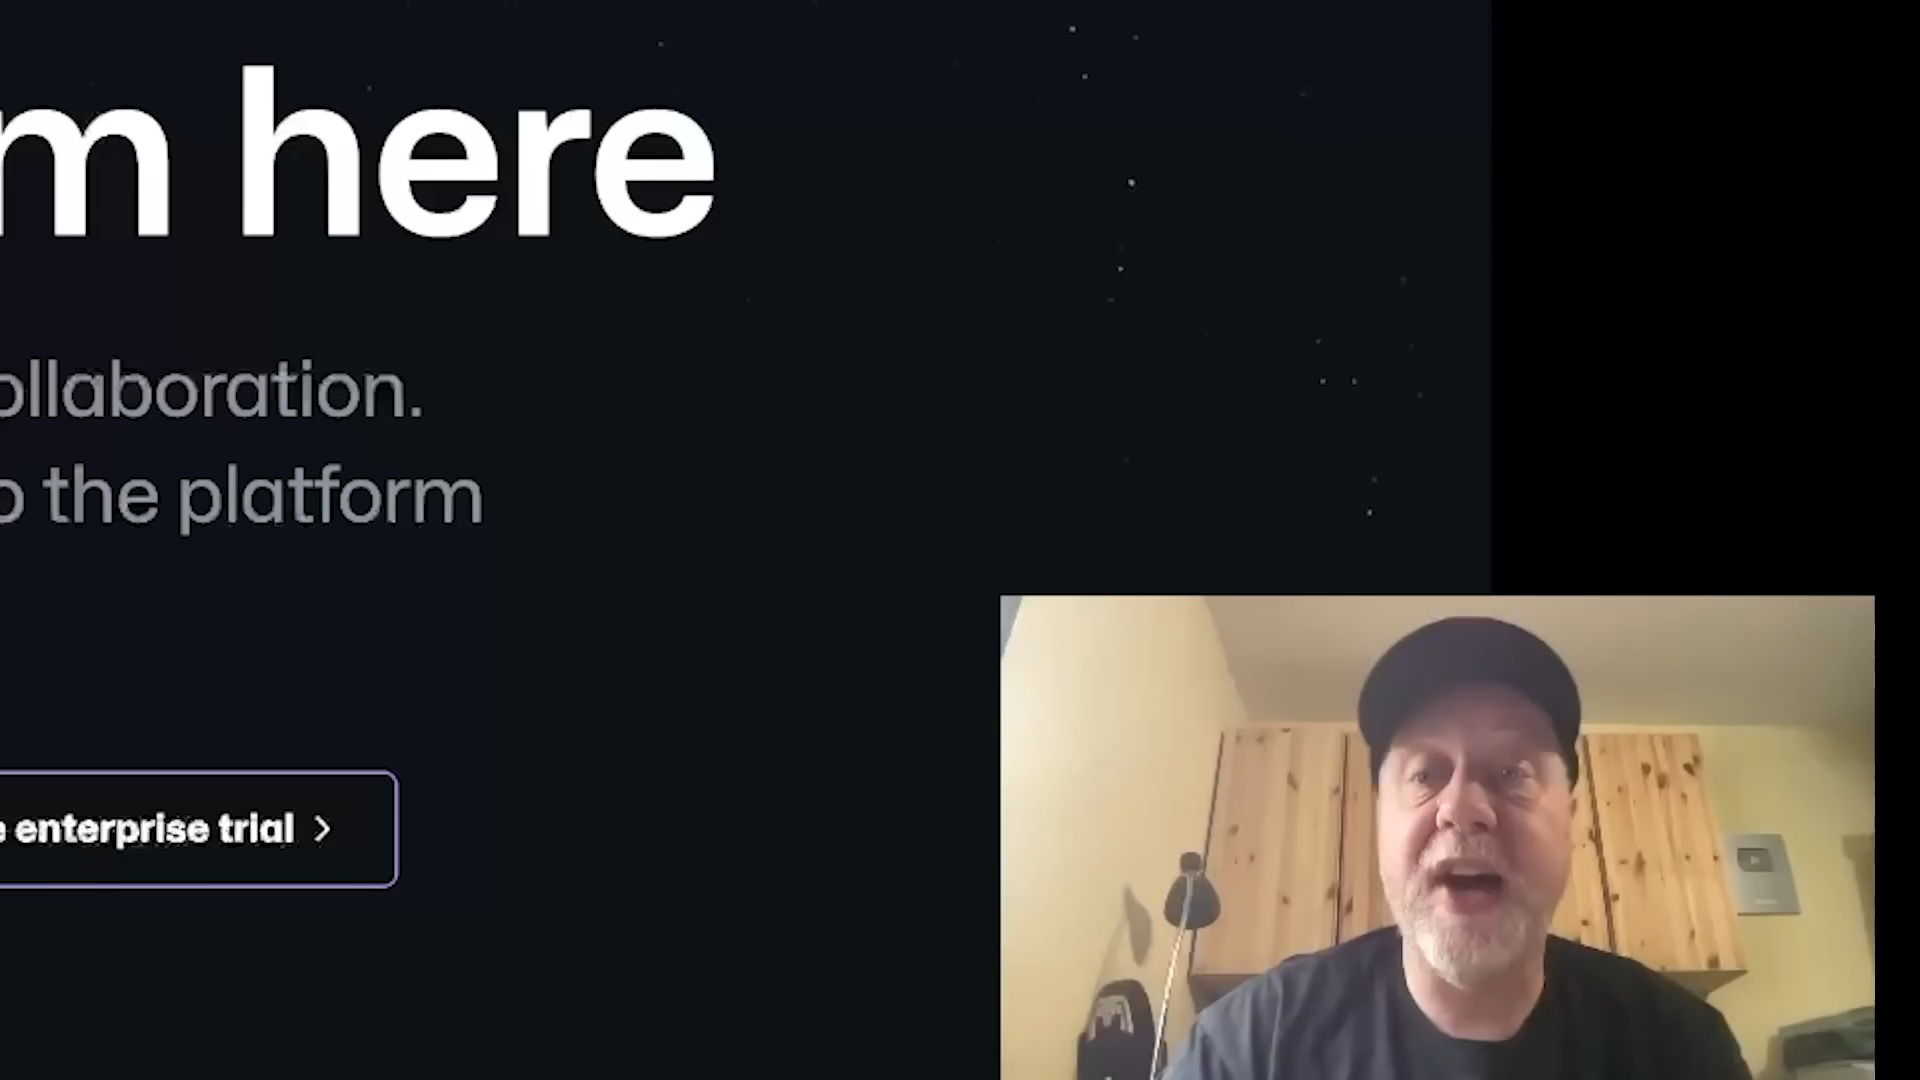 m here
ollaboration.
o the platform
e enterprise trial